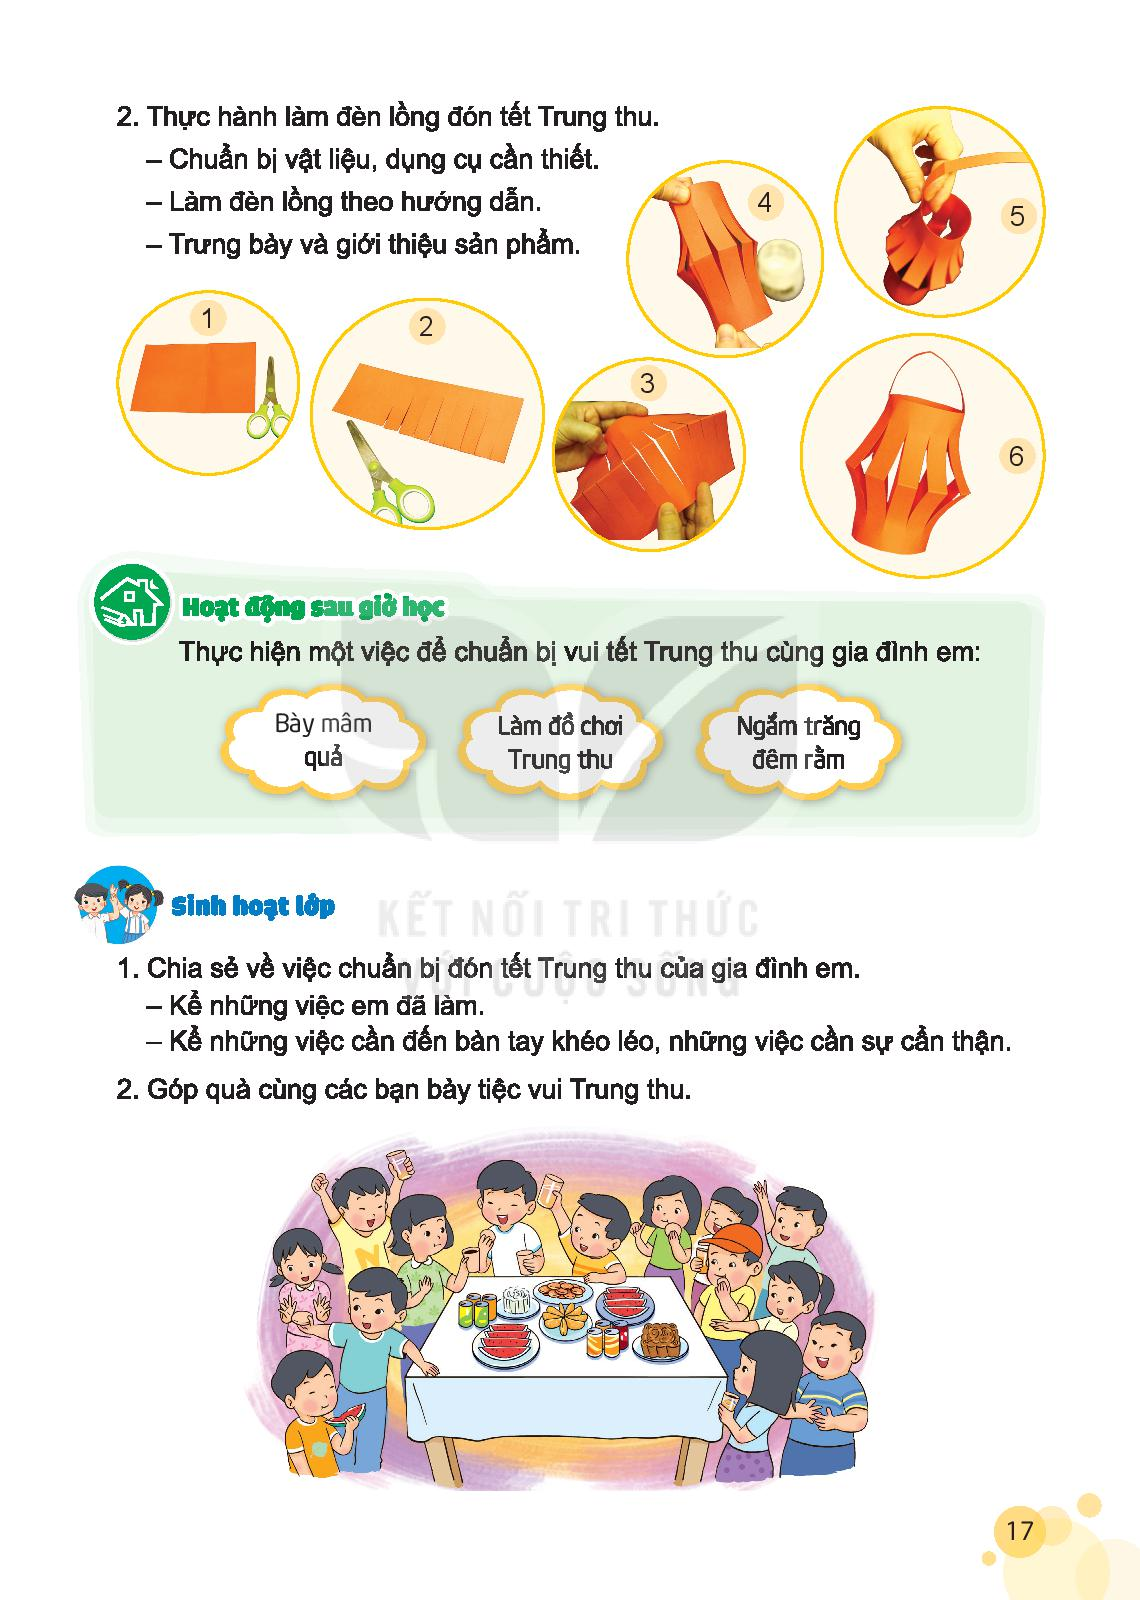 2. Thực hành làm đèn lồng đón tết Trung thu.
– Chuẩn bị vật liệu, dụng cụ cần thiết.
– Làm đèn lồng theo hướng dẫn.
– Trưng bày và giới thiệu sản phẩm.
1
2
3
4
5
6
Hoạt động sau giờ học
Thực hiện một việc để chuẩn bị vui tết Trung thu cùng gia đình em:
Bày mâm
quả
Làm đồ chơi
Trung thu
Ngắm trăng
đêm rằm
KẾT NỐI TRI THỨC
VỚI CUỘC SỐNG
Sinh hoạt lớp
1. Chia sẻ về việc chuẩn bị đón tết Trung thu của gia đình em.
– Kể những việc em đã làm.
– Kể những việc cần đến bàn tay khéo léo, những việc cần sự cẩn thận.
2. Góp quà cùng các bạn bày tiệc vui Trung thu.
N
17